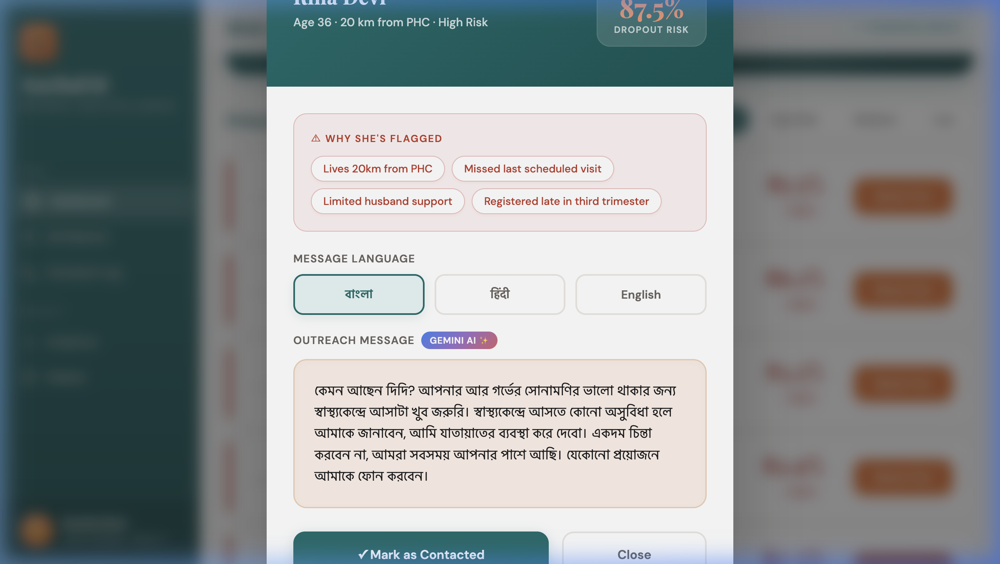 Rina Devi
87.5%
Age 36 · 20 km from PHC · High Risk
DROPOUT RISK
⚠ WHY SHE'S FLAGGED
Lives 20km from PHC
Missed last scheduled visit
Limited husband support
Registered late in third trimester
MESSAGE LANGUAGE
বাংলা
हिंदी
English
OUTREACH MESSAGE
GEMINI AI ✨
কেমন আছেন দিদি? আপনার আর গর্ভের সোনামণির ভালো থাকার জন্য
স্বাস্থ্যকেন্দ্রে আসাটা খুব জরুরি। স্বাস্থ্যকেন্দ্রে আসতে কোনো অসুবিধা হলে
আমাকে জানাবেন, আমি যাতায়াতের ব্যবস্থা করে দেবো। একদম চিন্তা
করবেন না, আমরা সবসময় আপনার পাশে আছি। যেকোনো প্রয়োজনে
আমাকে ফোন করবেন।
✓ Mark as Contacted
Close